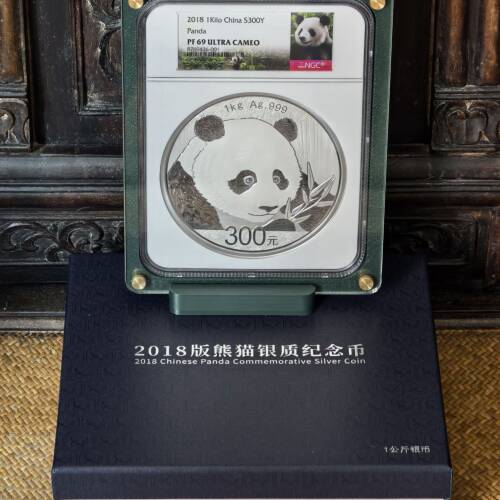 2018 1Kilo China S300Y
Panda
PF 69 ULTRA CAMEO
NGC
1kg Ag.999
300元
2018版熊猫银质纪念币
2018 Chinese Panda Commemorative Silver Coin
1公斤银币